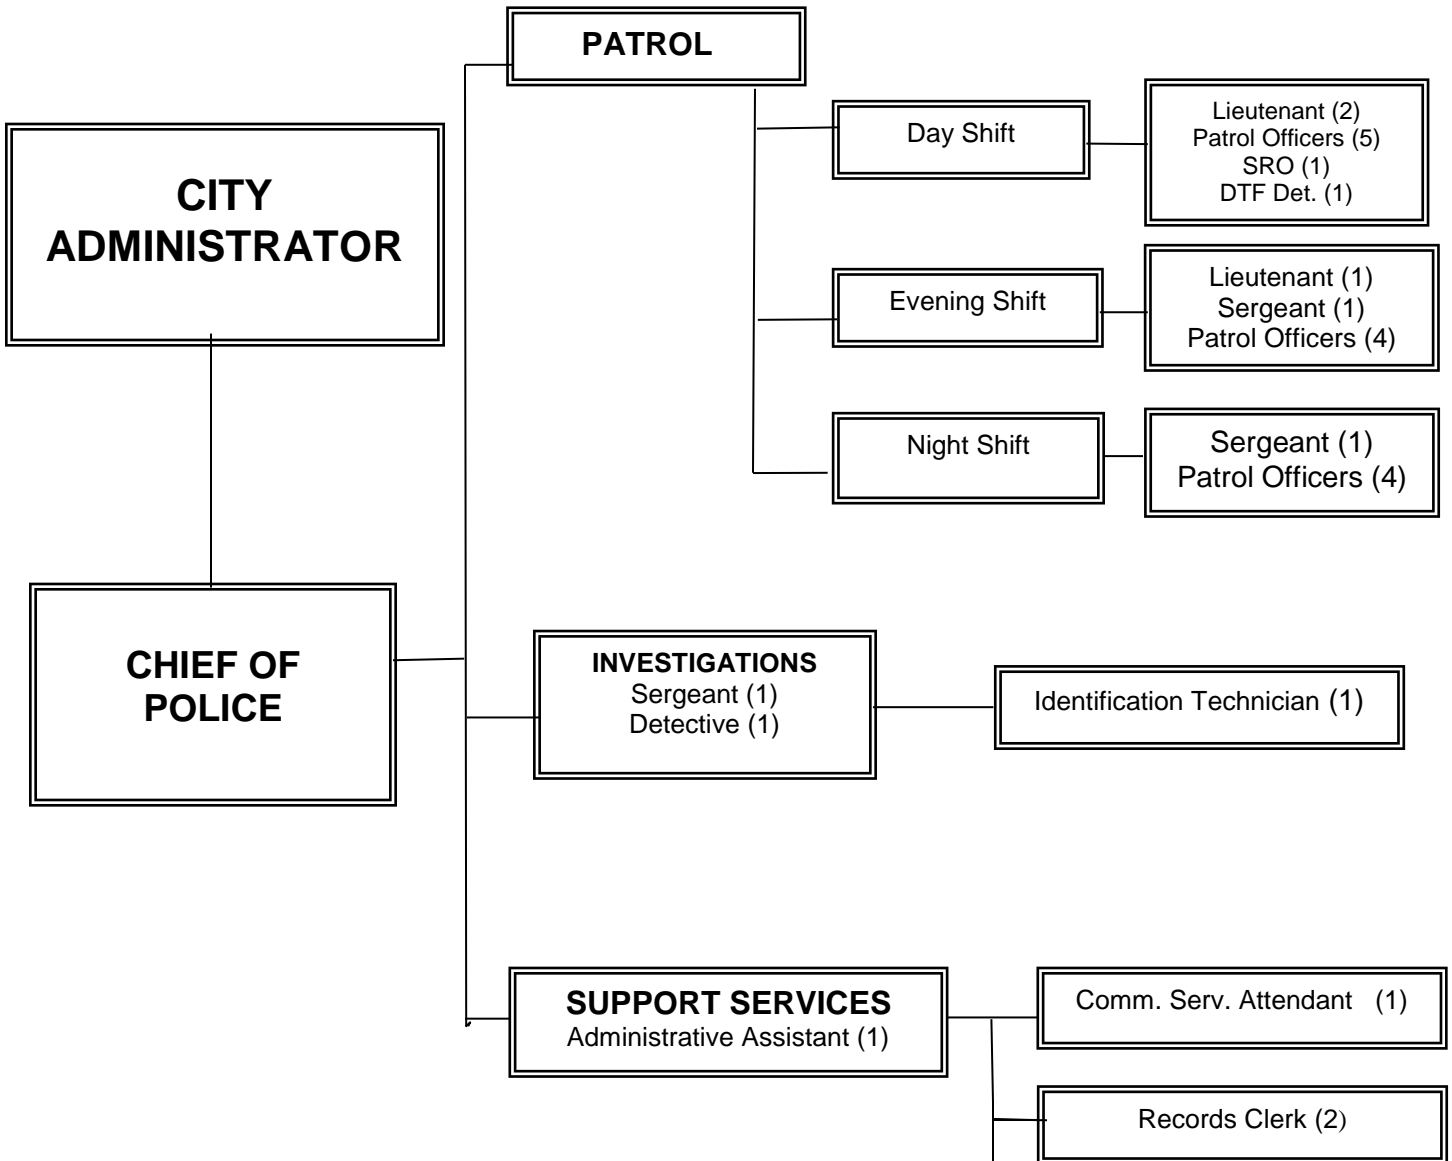 PATROL
CITY
ADMINISTRATOR
Day Shift
Lieutenant (2)
Patrol Officers (5)
SRO (1)
DTF Det. (1)
Evening Shift
Lieutenant (1)
Sergeant (1)
Patrol Officers (4)
Night Shift
Sergeant (1)
Patrol Officers (4)
CHIEF OF
POLICE
INVESTIGATIONS
Sergeant (1)
Detective (1)
Identification Technician (1)
SUPPORT SERVICES
Administrative Assistant (1)
Comm. Serv. Attendant (1)
Records Clerk (2)